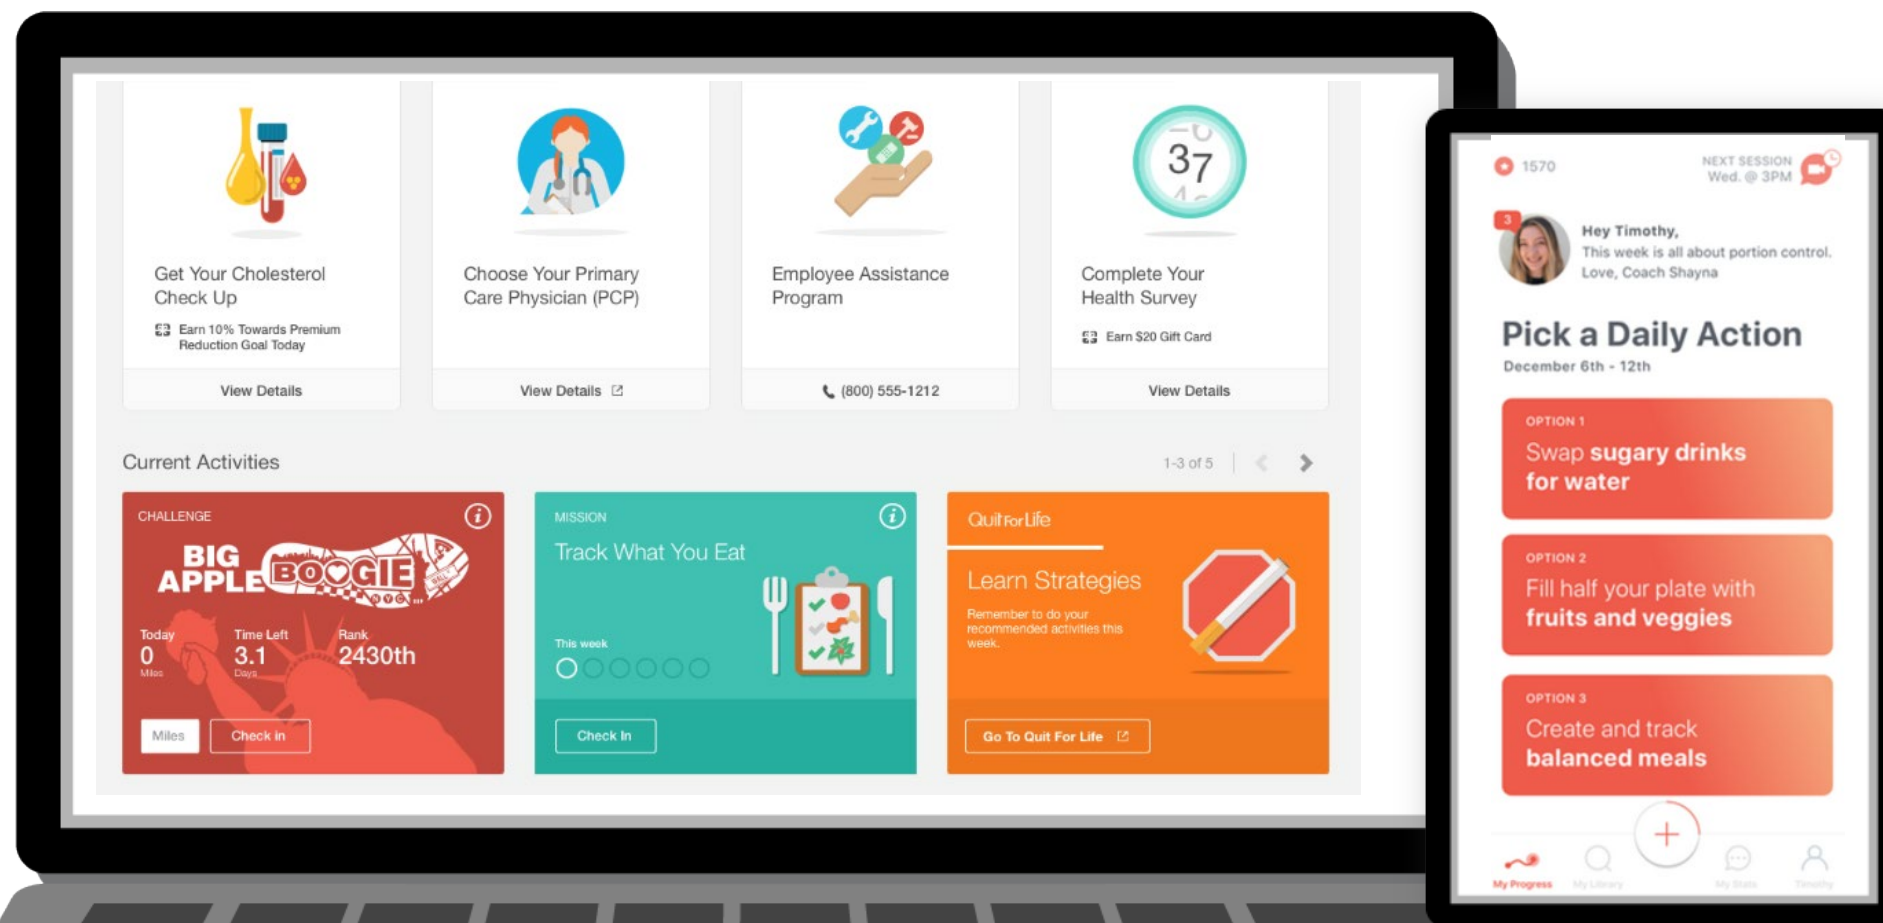 Get Your Cholesterol
Check Up
Earn 10% Towards Premium
Reduction Goal Today
View Details
Choose Your Primary
Care Physician (PCP)
View Details
Employee Assistance
Program
(800) 555-1212
37
Complete Your
Health Survey
Earn $20 Gift Card
View Details
Current Activities
1-3 of 5
CHALLENGE
BIG
APPLE
BOOGIE
NYC
Today
0
Miles
Time Left
3.1
Days
Rank
2430th
Miles
Check in
MISSION
Track What You Eat
This week
Check In
Quit For Life
Learn Strategies
Remember to do your
recommended activities this
week.
Go To Quit For Life
1570
NEXT SESSION
Wed. @ 3PM
3
Hey Timothy,
This week is all about portion control.
Love, Coach Shayna
Pick a Daily Action
December 6th - 12th
OPTION 1
Swap sugary drinks
for water
OPTION 2
Fill half your plate with
fruits and veggies
OPTION 3
Create and track
balanced meals
My Progress
My Library
My Stats
Timothy